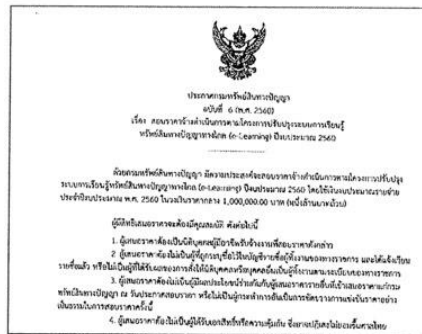 ประกาศกรมทรัพย์สินทางปัญญา
ฉบับที่ 6 (พ.ศ. 2560)
เรื่อง สอบราคาจ้างดำเนินการตามโครงการปรับปรุงระบบการเรียนรู้
ทรัพย์สินทางปัญญาทางไกล (e-Learning) ปีงบประมาณ 2560
ด้วยกรมทรัพย์สินทางปัญญา มีความประสงค์จะสอบราคาจ้างดำเนินการตามโครงการปรับปรุง
ระบบการเรียนรู้ทรัพย์สินทางปัญญาทางไกล (e-Learning) ปีงบประมาณ 2560 โดยใช้เงินงบประมาณรายจ่าย
ประจำปีงบประมาณ พ.ศ. 2560 ในวงเงินราคากลาง 1,000,000.00 บาท (หนึ่งล้านบาทถ้วน)
ผู้มีสิทธิเสนอราคาจะต้องมีคุณสมบัติ ดังต่อไปนี้
1. ผู้เสนอราคาต้องเป็นนิติบุคคลผู้มีอาชีพรับจ้างงานที่สอบราคาดังกล่าว
2 ผู้เสนอราคาต้องไม่เป็นผู้ที่ถูกระบุชื่อไว้ในบัญชีรายชื่อผู้ทิ้งงานของทางราชการ และได้แจ้งเวียน
รายชื่อแล้ว หรือไม่เป็นผู้ที่ได้รับผลของการสั่งให้นิติบุคคลหรือบุคคลอื่นเป็นผู้ทิ้งงานตามระเบียบของทางราชการ
3. ผู้เสนอราคาต้องไม่เป็นผู้มีผลประโยชน์ร่วมกันกับผู้เสนอราคารายอื่นที่เข้าเสนอราคาแก่กรม
ทรัพย์สินทางปัญญา ณ วันประกาศสอบราคา หรือไม่เป็นผู้กระทำการอันเป็นการขัดขวางการแข่งขันราคาอย่าง
เป็นธรรมในการสอบราคาครั้งนี้
4. ผู้เสนอราคาต้องไม่เป็นผู้ได้รับเอกสิทธิ์หรือความคุ้มกัน ซึ่งอาจปฏิเสธไม่ยอมขึ้นศาลไทย